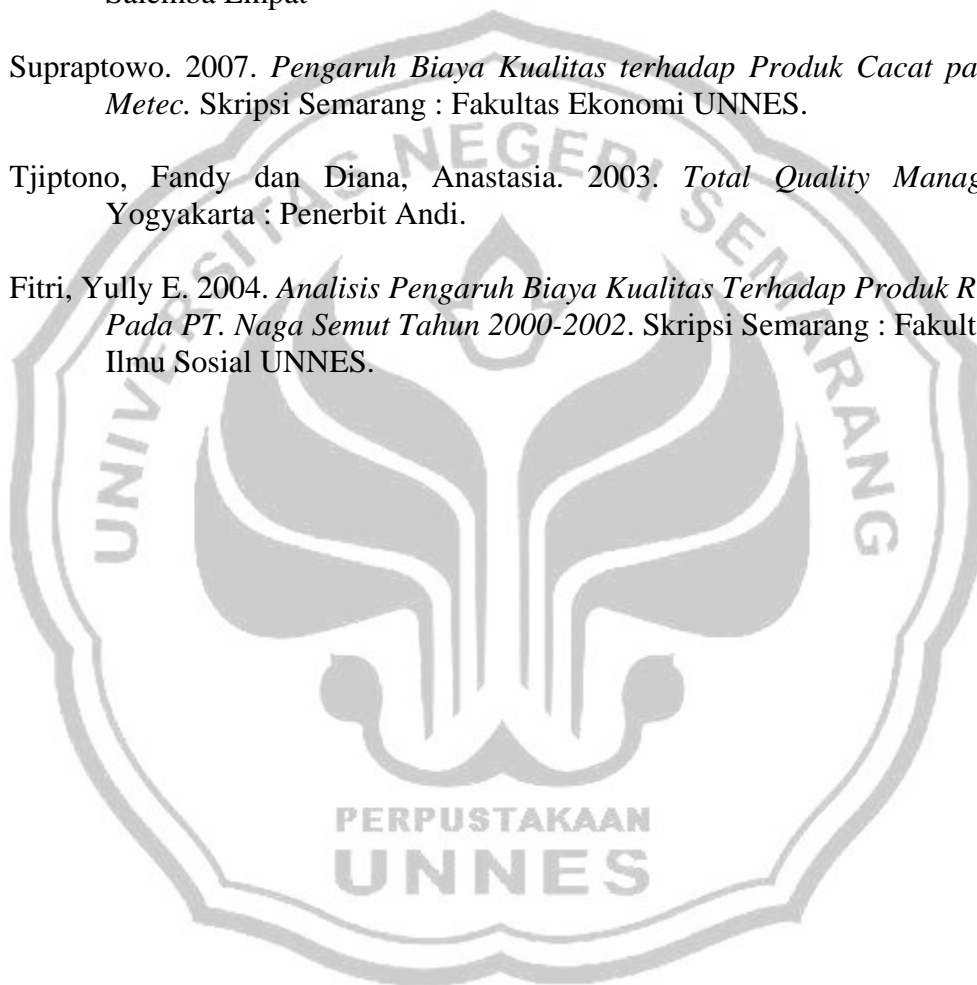 Salemba Empat
Supraptowo. 2007. Pengaruh Biaya Kualitas terhadap Produk Cacat pa
Metec. Skripsi Semarang : Fakultas Ekonomi UNNES.
Tjiptono, Fandy dan Diana, Anastasia. 2003. Total Quality Manag
Yogyakarta : Penerbit Andi.
Fitri, Yully E. 2004. Analisis Pengaruh Biaya Kualitas Terhadap Produk R
Pada PT. Naga Semut Tahun 2000-2002. Skripsi Semarang : Fakult
Ilmu Sosial UNNES.
UNIVERSITAS NEGERI SEMARANG
PERPUSTAKAAN
UNNES